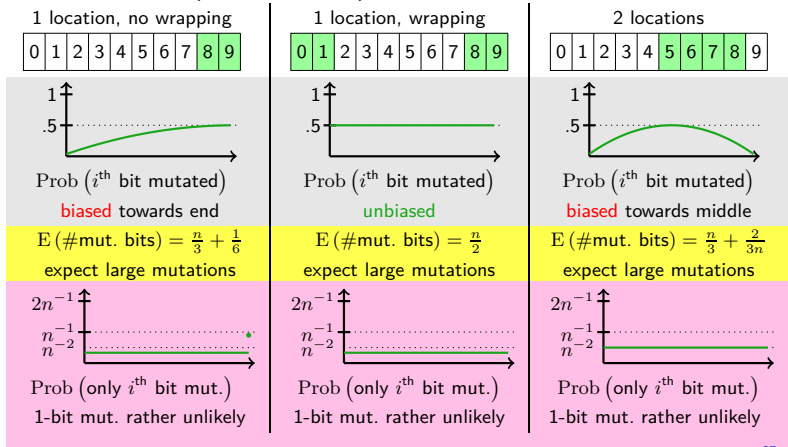 1 location, no wrapping
0 1 2 3 4 5 6 7 8 9
1
.5
Prob (i^th bit mutated)
biased towards end
E (#mut. bits) = n/3 + 1/6
expect large mutations
2n^−1
n^−1
n^−2
Prob (only i^th bit mut.)
1-bit mut. rather unlikely
1 location, wrapping
0 1 2 3 4 5 6 7 8 9
1
.5
Prob (i^th bit mutated)
unbiased
E (#mut. bits) = n/2
expect large mutations
2n^−1
n^−1
n^−2
Prob (only i^th bit mut.)
1-bit mut. rather unlikely
2 locations
0 1 2 3 4 5 6 7 8 9
1
.5
Prob (i^th bit mutated)
biased towards middle
E (#mut. bits) = n/3 + 2/3n
expect large mutations
2n^−1
n^−1
n^−2
Prob (only i^th bit mut.)
1-bit mut. rather unlikely